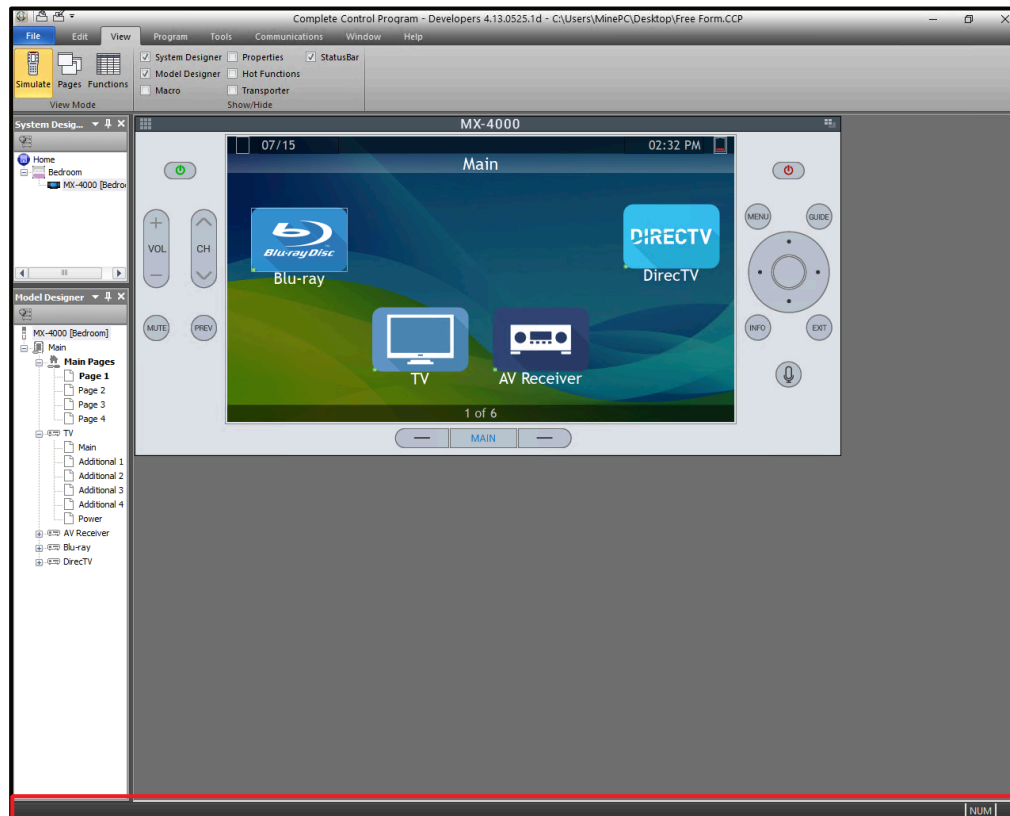 Complete Control Program - Developers 4.13.0525.1d - C:\Users\MinePC\Desktop\Free Form.CCP
File Edit View Program Tools Communications Window Help
Simulate Pages Functions
View Mode
System Designer Properties StatusBar
Model Designer Hot Functions
Macro Transporter
Show/Hide
System Desig...
Home
Bedroom
MX-4000 [Bedroo
Model Designer
MX-4000 [Bedroom]
Main
Main Pages
Page 1
Page 2
Page 3
Page 4
TV
Main
Additional 1
Additional 2
Additional 3
Additional 4
Power
AV Receiver
Blu-ray
DirecTV
MX-4000
07/15 02:32 PM
Main
VOL CH
MUTE PREV
Blu-ray Disc
Blu-ray
DIRECTV
DirecTV
TV
AV Receiver
1 of 6
MAIN
MENU GUIDE
INFO EXIT
NUM